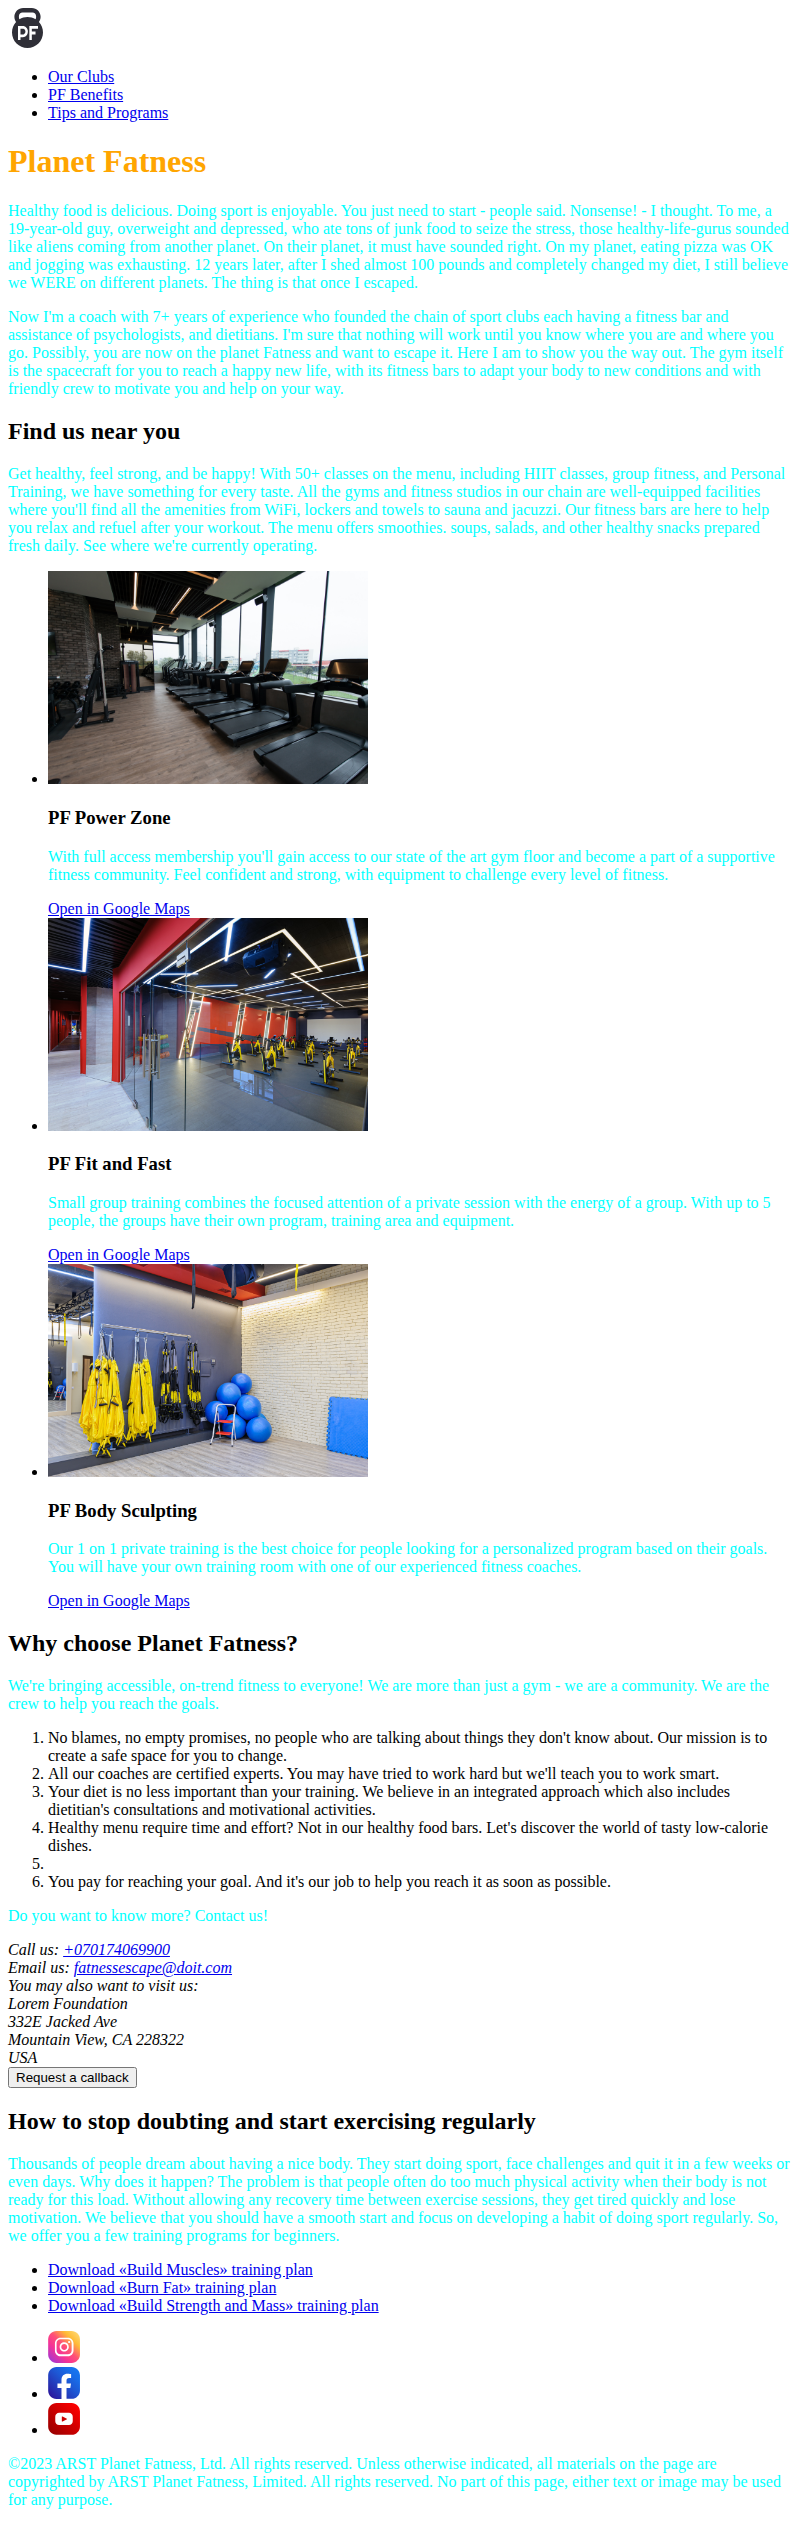 PF
Our Clubs
PF Benefits
Tips and Programs
Planet Fatness
Healthy food is delicious. Doing sport is enjoyable. You just need to start - people said. Nonsense! - I thought. To me, a
19-year-old guy, overweight and depressed, who ate tons of junk food to seize the stress, those healthy-life-gurus sounded
like aliens coming from another planet. On their planet, it must have sounded right. On my planet, eating pizza was OK
and jogging was exhausting. 12 years later, after I shed almost 100 pounds and completely changed my diet, I still believe
we WERE on different planets. The thing is that once I escaped.
Now I'm a coach with 7+ years of experience who founded the chain of sport clubs each having a fitness bar and
assistance of psychologists, and dietitians. I'm sure that nothing will work until you know where you are and where you
go. Possibly, you are now on the planet Fatness and want to escape it. Here I am to show you the way out. The gym itself
is the spacecraft for you to reach a happy new life, with its fitness bars to adapt your body to new conditions and with
friendly crew to motivate you and help on your way.
Find us near you
Get healthy, feel strong, and be happy! With 50+ classes on the menu, including HIIT classes, group fitness, and Personal
Training, we have something for every taste. All the gyms and fitness studios in our chain are well-equipped facilities
where you'll find all the amenities from WiFi, lockers and towels to sauna and jacuzzi. Our fitness bars are here to help
you relax and refuel after your workout. The menu offers smoothies. soups, salads, and other healthy snacks prepared
fresh daily. See where we're currently operating.
PF Power Zone
With full access membership you'll gain access to our state of the art gym floor and become a part of a supportive
fitness community. Feel confident and strong, with equipment to challenge every level of fitness.
Open in Google Maps
PF Fit and Fast
Small group training combines the focused attention of a private session with the energy of a group. With up to 5
people, the groups have their own program, training area and equipment.
Open in Google Maps
PF Body Sculpting
Our 1 on 1 private training is the best choice for people looking for a personalized program based on their goals.
You will have your own training room with one of our experienced fitness coaches.
Open in Google Maps
Why choose Planet Fatness?
We're bringing accessible, on-trend fitness to everyone! We are more than just a gym - we are a community. We are the
crew to help you reach the goals.
1. No blames, no empty promises, no people who are talking about things they don't know about. Our mission is to
create a safe space for you to change.
2. All our coaches are certified experts. You may have tried to work hard but we'll teach you to work smart.
3. Your diet is no less important than your training. We believe in an integrated approach which also includes
dietitian's consultations and motivational activities.
4. Healthy menu require time and effort? Not in our healthy food bars. Let's discover the world of tasty low-calorie
dishes.
5.
6. You pay for reaching your goal. And it's our job to help you reach it as soon as possible.
Do you want to know more? Contact us!
Call us: +070174069900
Email us: fatnessescape@doit.com
You may also want to visit us:
Lorem Foundation
332E Jacked Ave
Mountain View, CA 228322
USA
Request a callback
How to stop doubting and start exercising regularly
Thousands of people dream about having a nice body. They start doing sport, face challenges and quit it in a few weeks or
even days. Why does it happen? The problem is that people often do too much physical activity when their body is not
ready for this load. Without allowing any recovery time between exercise sessions, they get tired quickly and lose
motivation. We believe that you should have a smooth start and focus on developing a habit of doing sport regularly. So,
we offer you a few training programs for beginners.
Download «Build Muscles» training plan
Download «Burn Fat» training plan
Download «Build Strength and Mass» training plan
©2023 ARST Planet Fatness, Ltd. All rights reserved. Unless otherwise indicated, all materials on the page are
copyrighted by ARST Planet Fatness, Limited. All rights reserved. No part of this page, either text or image may be used
for any purpose.